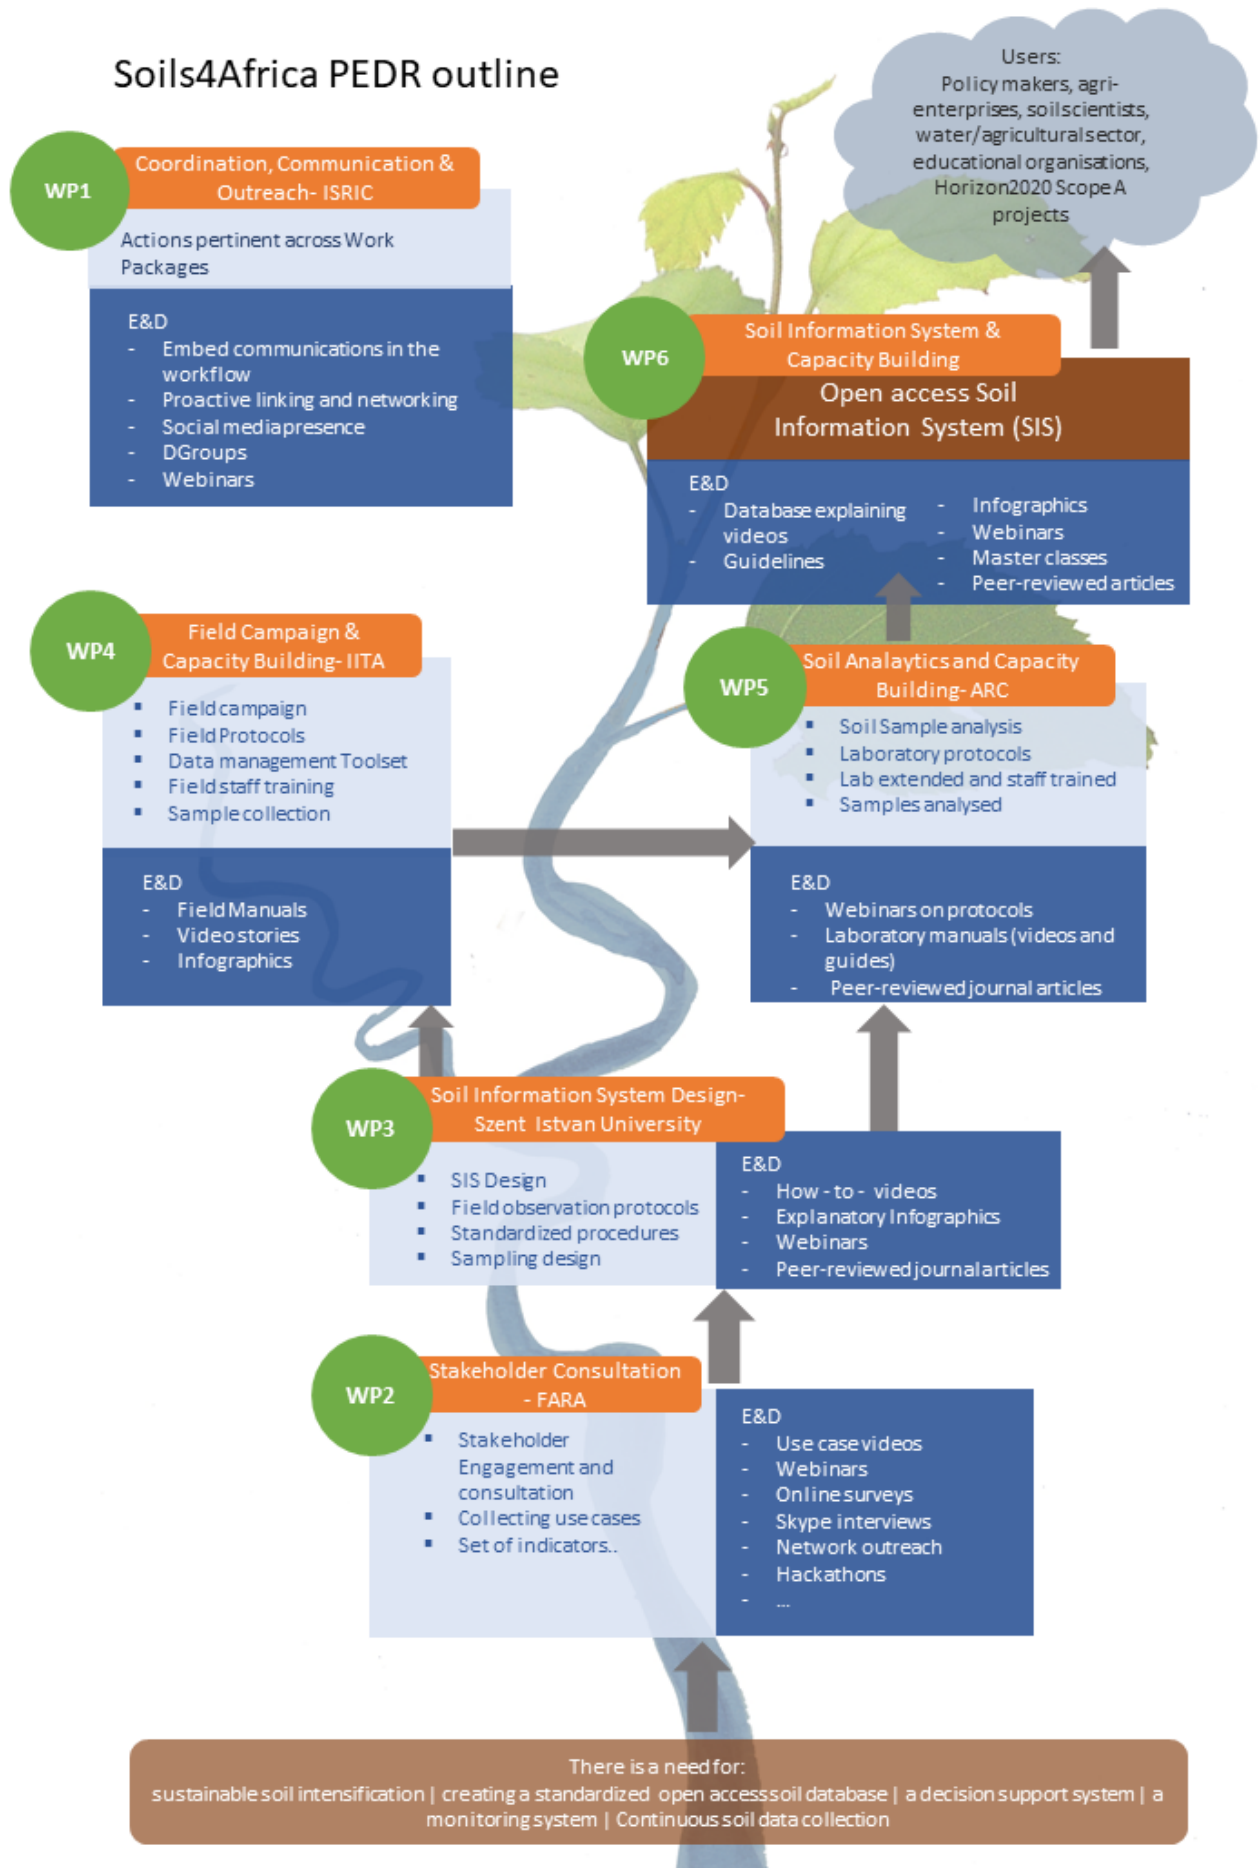 Soils4Africa PEDR outline
Users:
Policy makers, agri-
enterprises, soil scientists,
water/agricultural sector,
educational organisations,
Horizon2020 Scope A
projects
WP1
Coordination, Communication &
Outreach- ISRIC
Actions pertinent across Work
Packages
E&D
- Embed communications in the
workflow
- Proactive linking and networking
- Social media presence
- DGroups
- Webinars
WP6
Soil Information System &
Capacity Building
Open access Soil
Information System (SIS)
E&D
- Database explaining
videos
- Guidelines
- Infographics
- Webinars
- Master classes
- Peer-reviewed articles
WP4
Field Campaign &
Capacity Building- IITA
▪ Field campaign
▪ Field Protocols
▪ Data management Toolset
▪ Field staff training
▪ Sample collection
E&D
- Field Manuals
- Video stories
- Infographics
WP5
Soil Analaytics and Capacity
Building- ARC
▪ Soil Sample analysis
▪ Laboratory protocols
▪ Lab extended and staff trained
▪ Samples analysed
E&D
- Webinars on protocols
- Laboratory manuals (videos and
guides)
- Peer-reviewed journal articles
WP3
Soil Information System Design-
Szent Istvan University
▪ SIS Design
▪ Field observation protocols
▪ Standardized procedures
▪ Sampling design
E&D
- How - to - videos
- Explanatory Infographics
- Webinars
- Peer-reviewed journal articles
WP2
Stakeholder Consultation
- FARA
▪ Stakeholder
Engagement and
consultation
▪ Collecting use cases
▪ Set of indicators..
E&D
- Use case videos
- Webinars
- Online surveys
- Skype interviews
- Network outreach
- Hackathons
- ...
There is a need for:
sustainable soil intensification | creating a standardized open access soil database | a decision support system | a
monitoring system | Continuous soil data collection